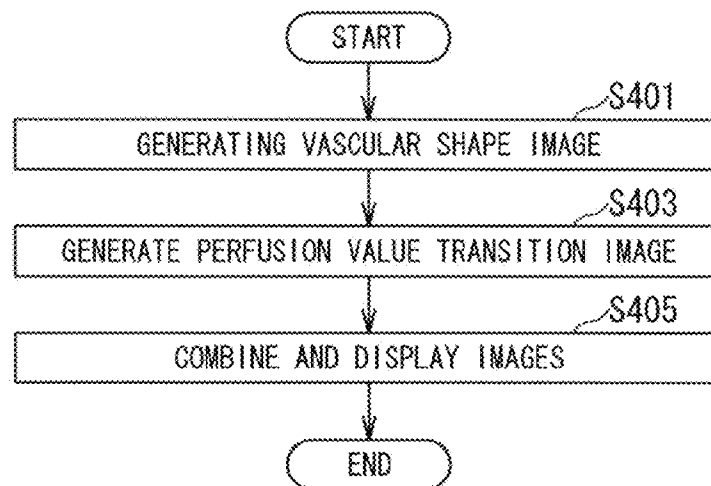 START
S401
GENERATING VASCULAR SHAPE IMAGE
S403
GENERATE PERFUSION VALUE TRANSITION IMAGE
S405
COMBINE AND DISPLAY IMAGES
END